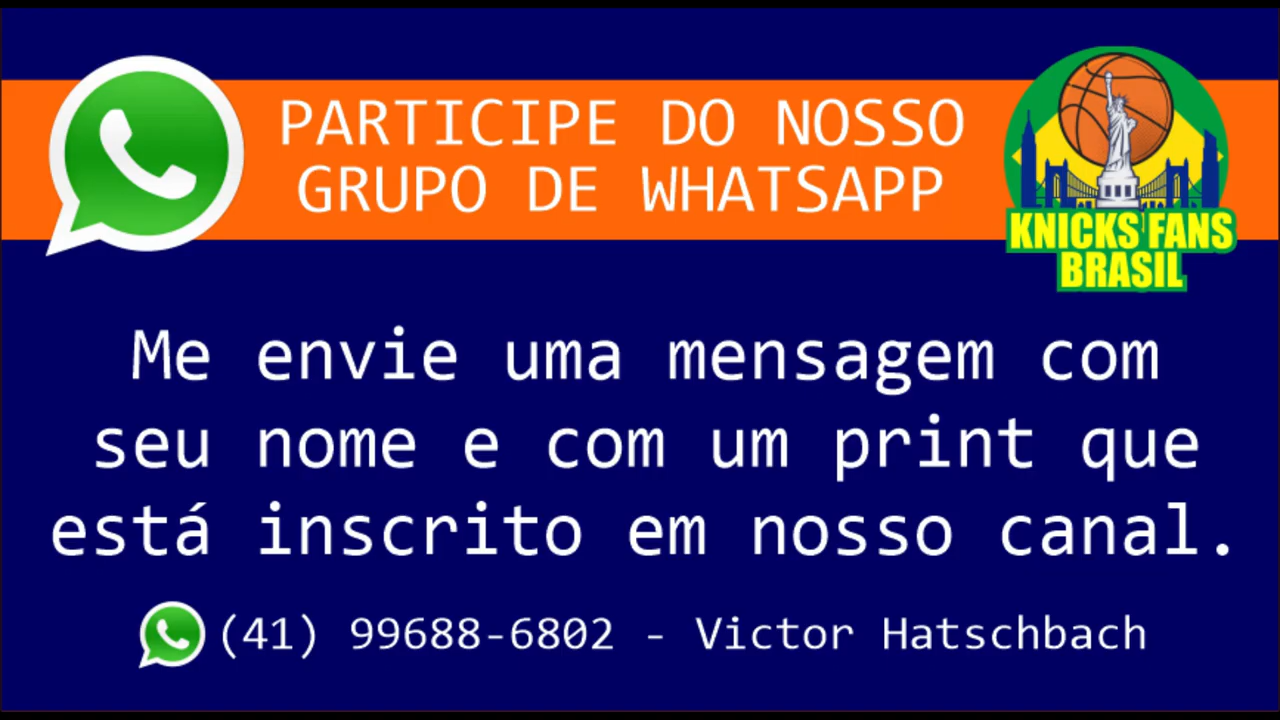 PARTICIPE DO NOSSO
GRUPO DE WHATSAPP
KNICKS FANS
BRASIL
Me envie uma mensagem com
seu nome e com um print que
está inscrito em nosso canal.
(41) 99688-6802 - Victor Hatschbach